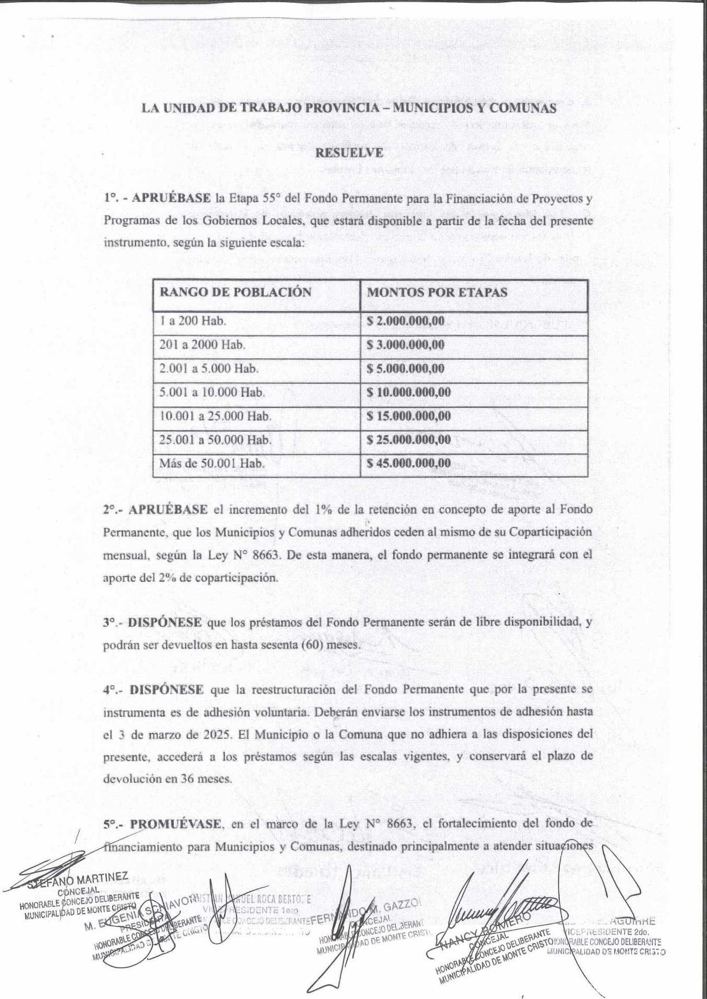 LA UNIDAD DE TRABAJO PROVINCIA – MUNICIPIOS Y COMUNAS
RESUELVE
1°. - APRUÉBASE la Etapa 55° del Fondo Permanente para la Financiación de Proyectos y
Programas de los Gobiernos Locales, que estará disponible a partir de la fecha del presente
instrumento, según la siguiente escala:
RANGO DE POBLACIÓN MONTOS POR ETAPAS
1 a 200 Hab. $ 2.000.000,00
201 a 2000 Hab. $ 3.000.000,00
2.001 a 5.000 Hab. $ 5.000.000,00
5.001 a 10.000 Hab. $ 10.000.000,00
10.001 a 25.000 Hab. $ 15.000.000,00
25.001 a 50.000 Hab. $ 25.000.000,00
Más de 50.001 Hab. $ 45.000.000,00
2°.- APRUÉBASE el incremento del 1% de la retención en concepto de aporte al Fondo
Permanente, que los Municipios y Comunas adheridos ceden al mismo de su Coparticipación
mensual, según la Ley N° 8663. De esta manera, el fondo permanente se integrará con el
aporte del 2% de coparticipación.
3°.- DISPÓNESE que los préstamos del Fondo Permanente serán de libre disponibilidad, y
podrán ser devueltos en hasta sesenta (60) meses.
4°.- DISPÓNESE que la reestructuración del Fondo Permanente que por la presente se
instrumenta es de adhesión voluntaria. Deberán enviarse los instrumentos de adhesión hasta
el 3 de marzo de 2025. El Municipio o la Comuna que no adhiera a las disposiciones del
presente, accederá a los préstamos según las escalas vigentes, y conservará el plazo de
devolución en 36 meses.
5°.- PROMUÉVASE, en el marco de la Ley N° 8663, el fortalecimiento del fondo de
financiamiento para Municipios y Comunas, destinado principalmente a atender situaciones
STEFANO MARTINEZ
CONCEJAL
HONORABLE CONCEJO DELIBERANTE
MUNICIPALIDAD DE MONTE CRISTO
M. EUGENIA SCHIAVONI
PRESIDENTA
HONORABLE CONCEJO DELIBERANTE
MUNICIPALIDAD DE MONTE CRISTO
MANUEL ROCA BERTONE
VICEPRESIDENTE 1ero
CONCEJO DELIBERANTE
FERNANDO M. GAZZONI
CONCEJAL
HONORABLE CONCEJO DELIBERANT
MUNICIPALIDAD DE MONTE CRISTO
NANCY ROMERO
CONCEJAL
HONORABLE CONCEJO DELIBERANTE
MUNICIPALIDAD DE MONTE CRISTO
AGUIRRE
VICEPRESIDENTE 2do.
HONORABLE CONCEJO DELIBERANTE
MUNICIPALIDAD DE MONTE CRISTO